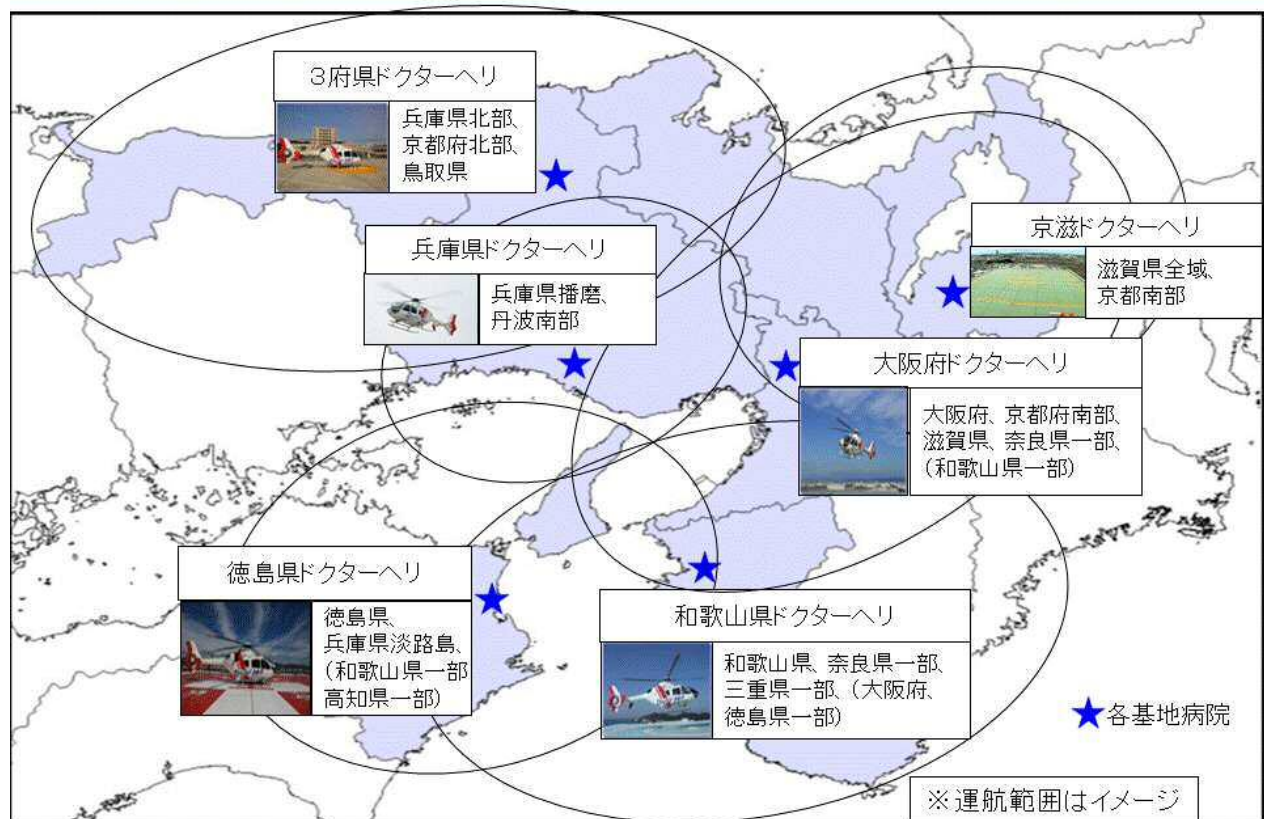 3府県ドクターヘリ
兵庫県北部、
京都府北部、
鳥取県
兵庫県ドクターヘリ
兵庫県播磨、
丹波南部
京滋ドクターヘリ
滋賀県全域、
京都南部
大阪府ドクターヘリ
大阪府、京都府南部、
滋賀県、奈良県一部、
(和歌山県一部)
徳島県ドクターヘリ
徳島県、
兵庫県淡路島、
(和歌山県一部
高知県一部)
和歌山県ドクターヘリ
和歌山県、奈良県一部、
三重県一部、(大阪府、
徳島県一部)
★各基地病院
※運航範囲はイメージ